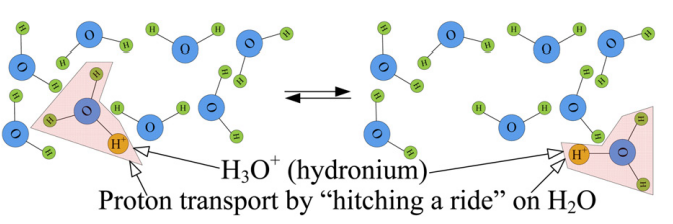 H O H H O H H O H H O H
H O H H O H H⁺ H O H H O H
H O H H O H H O H H O H
H O H H O H H O H H⁺ O H H
H₃O⁺ (hydronium)
Proton transport by “hitching a ride” on H₂O